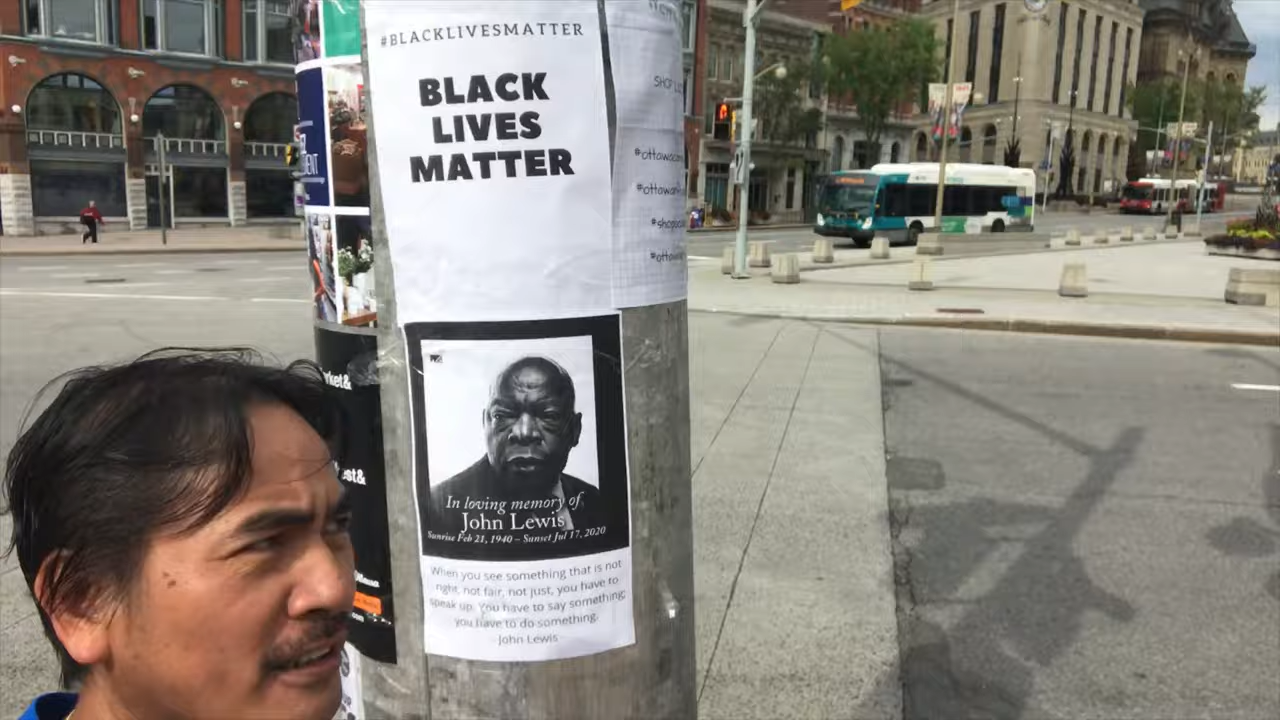 #BLACKLIVESMATTER
BLACK
LIVES
MATTER
SHOP
#ottawa
#ottawa
#shop
#ottawa
In loving memory of
John Lewis
Sunrise Feb 21, 1940 – Sunset Jul 17, 2020
When you see something that is not
right, not fair, not just, you have to
speak up. You have to say something;
you have to do something.
- John Lewis